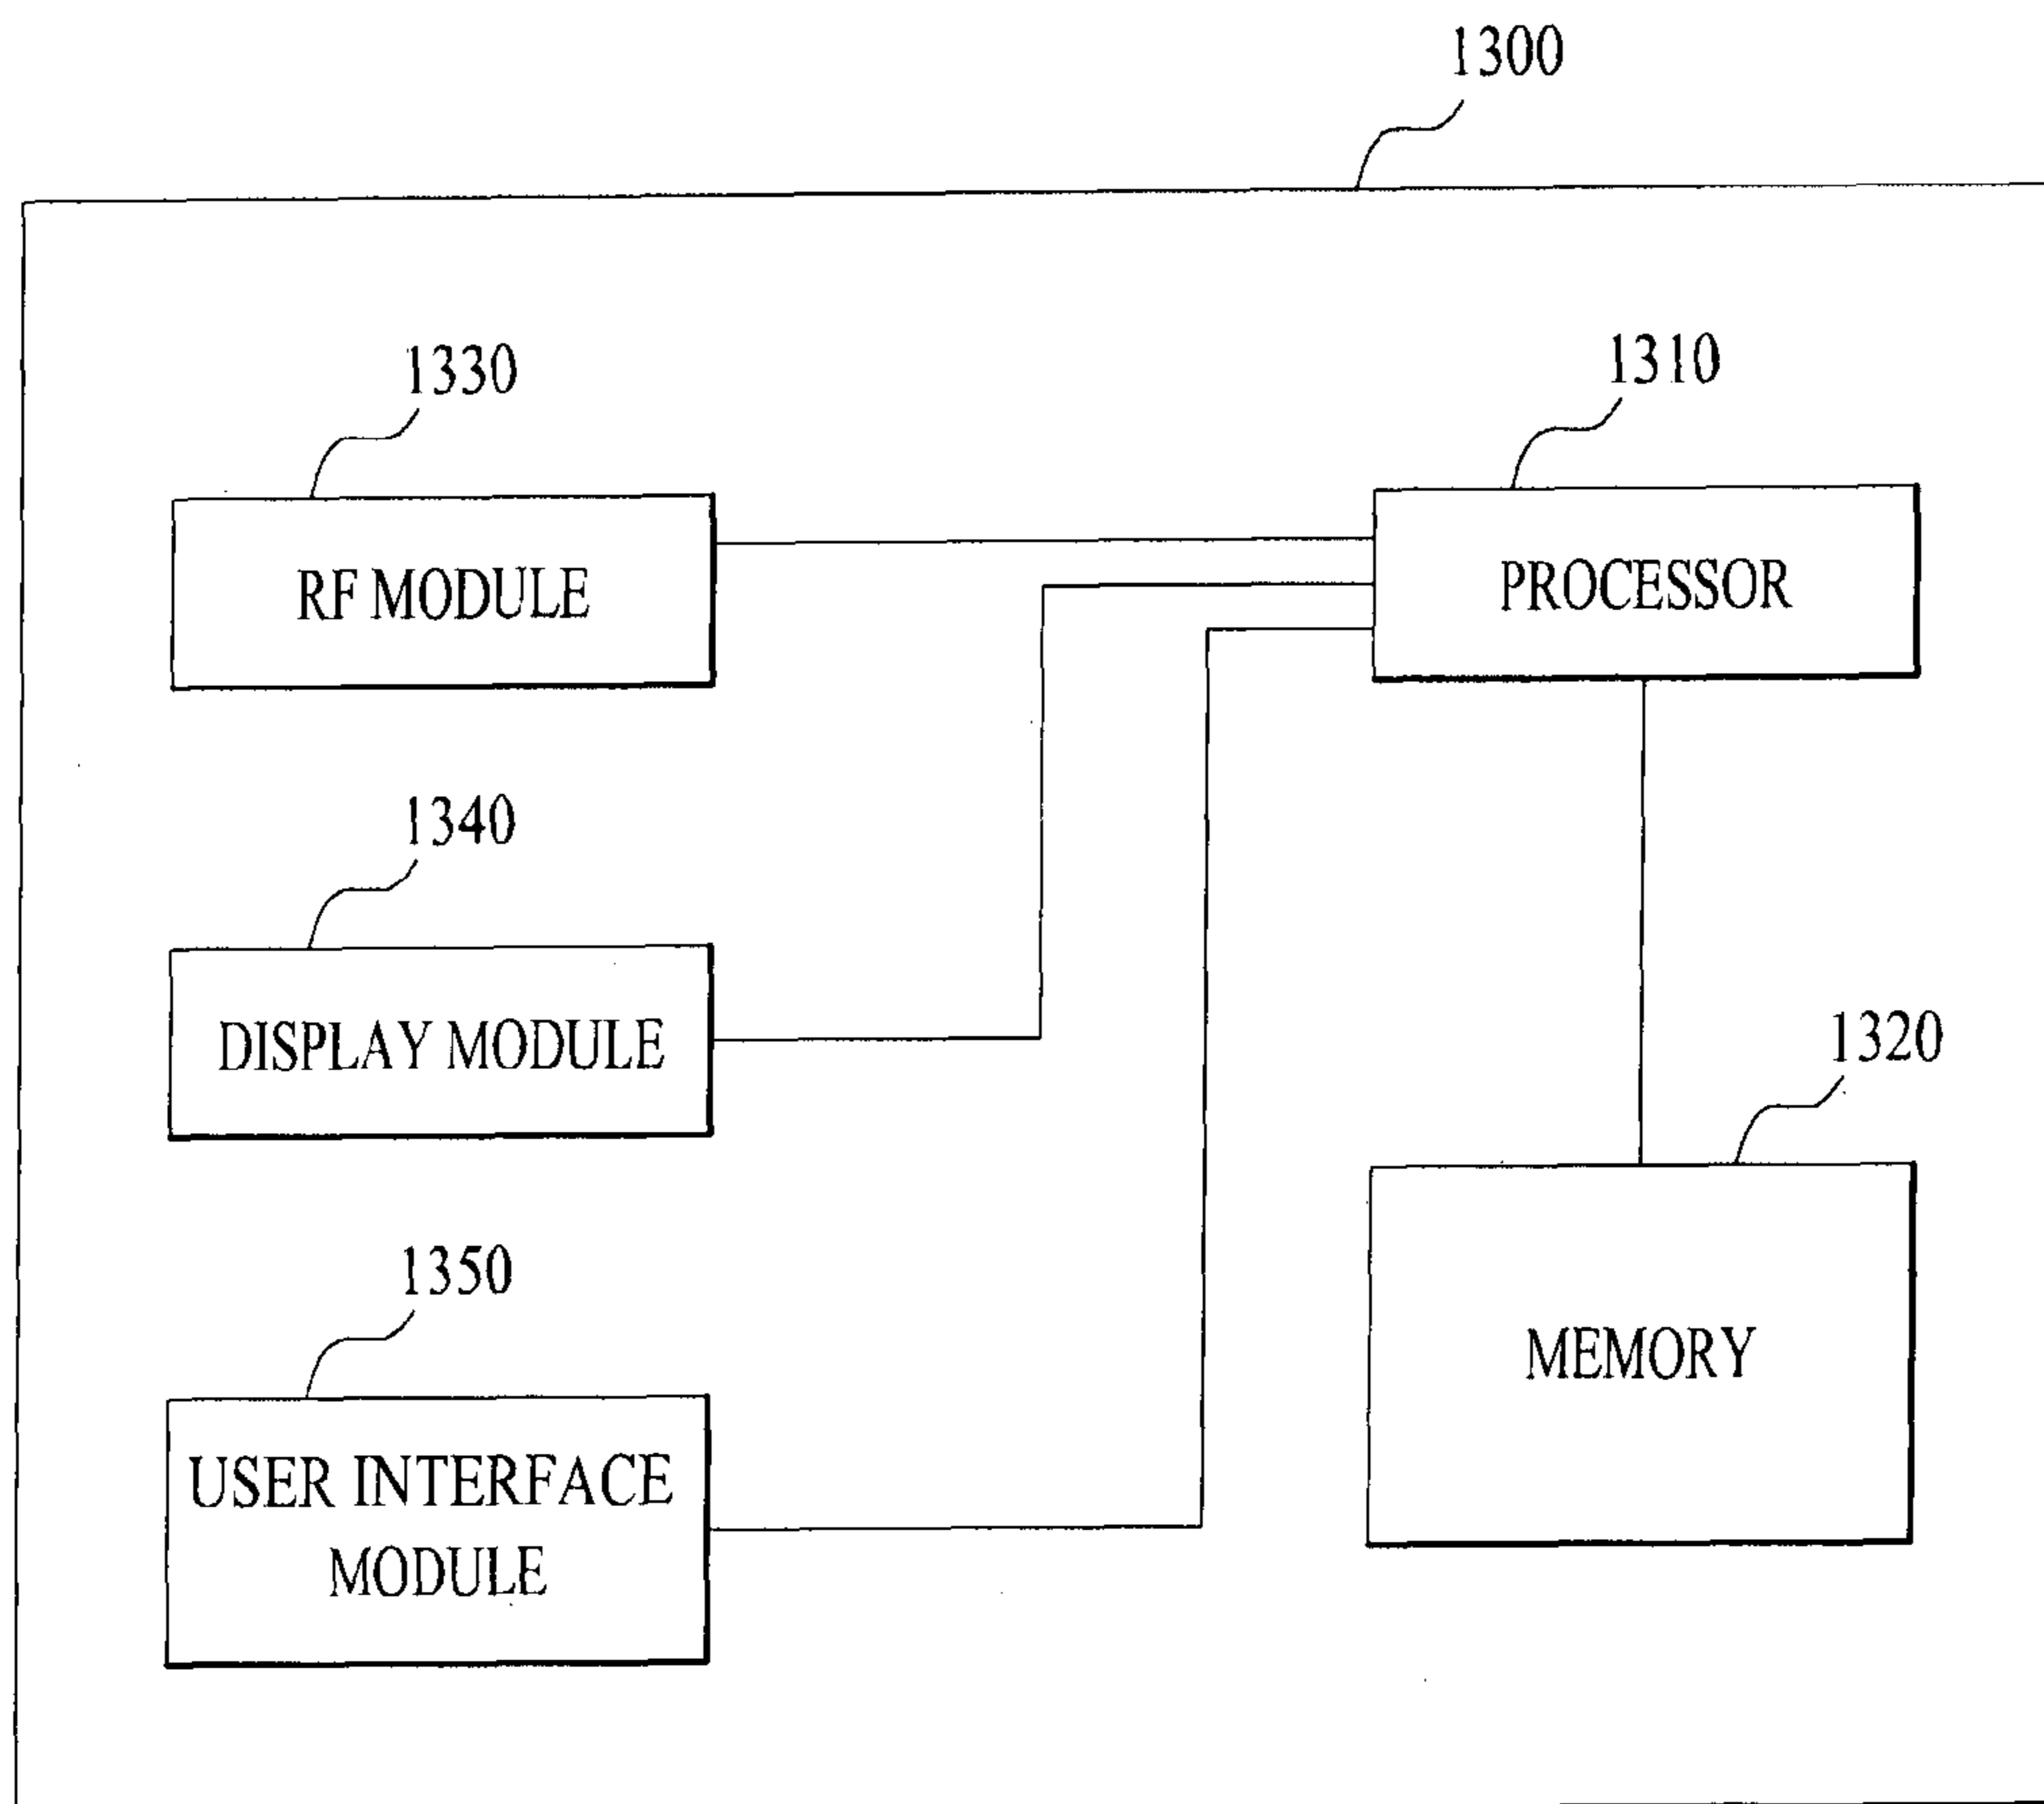 1300
1330
1310
RF MODULE
PROCESSOR
1340
DISPLAY MODULE
1320
1350
MEMORY
USER INTERFACE
MODULE